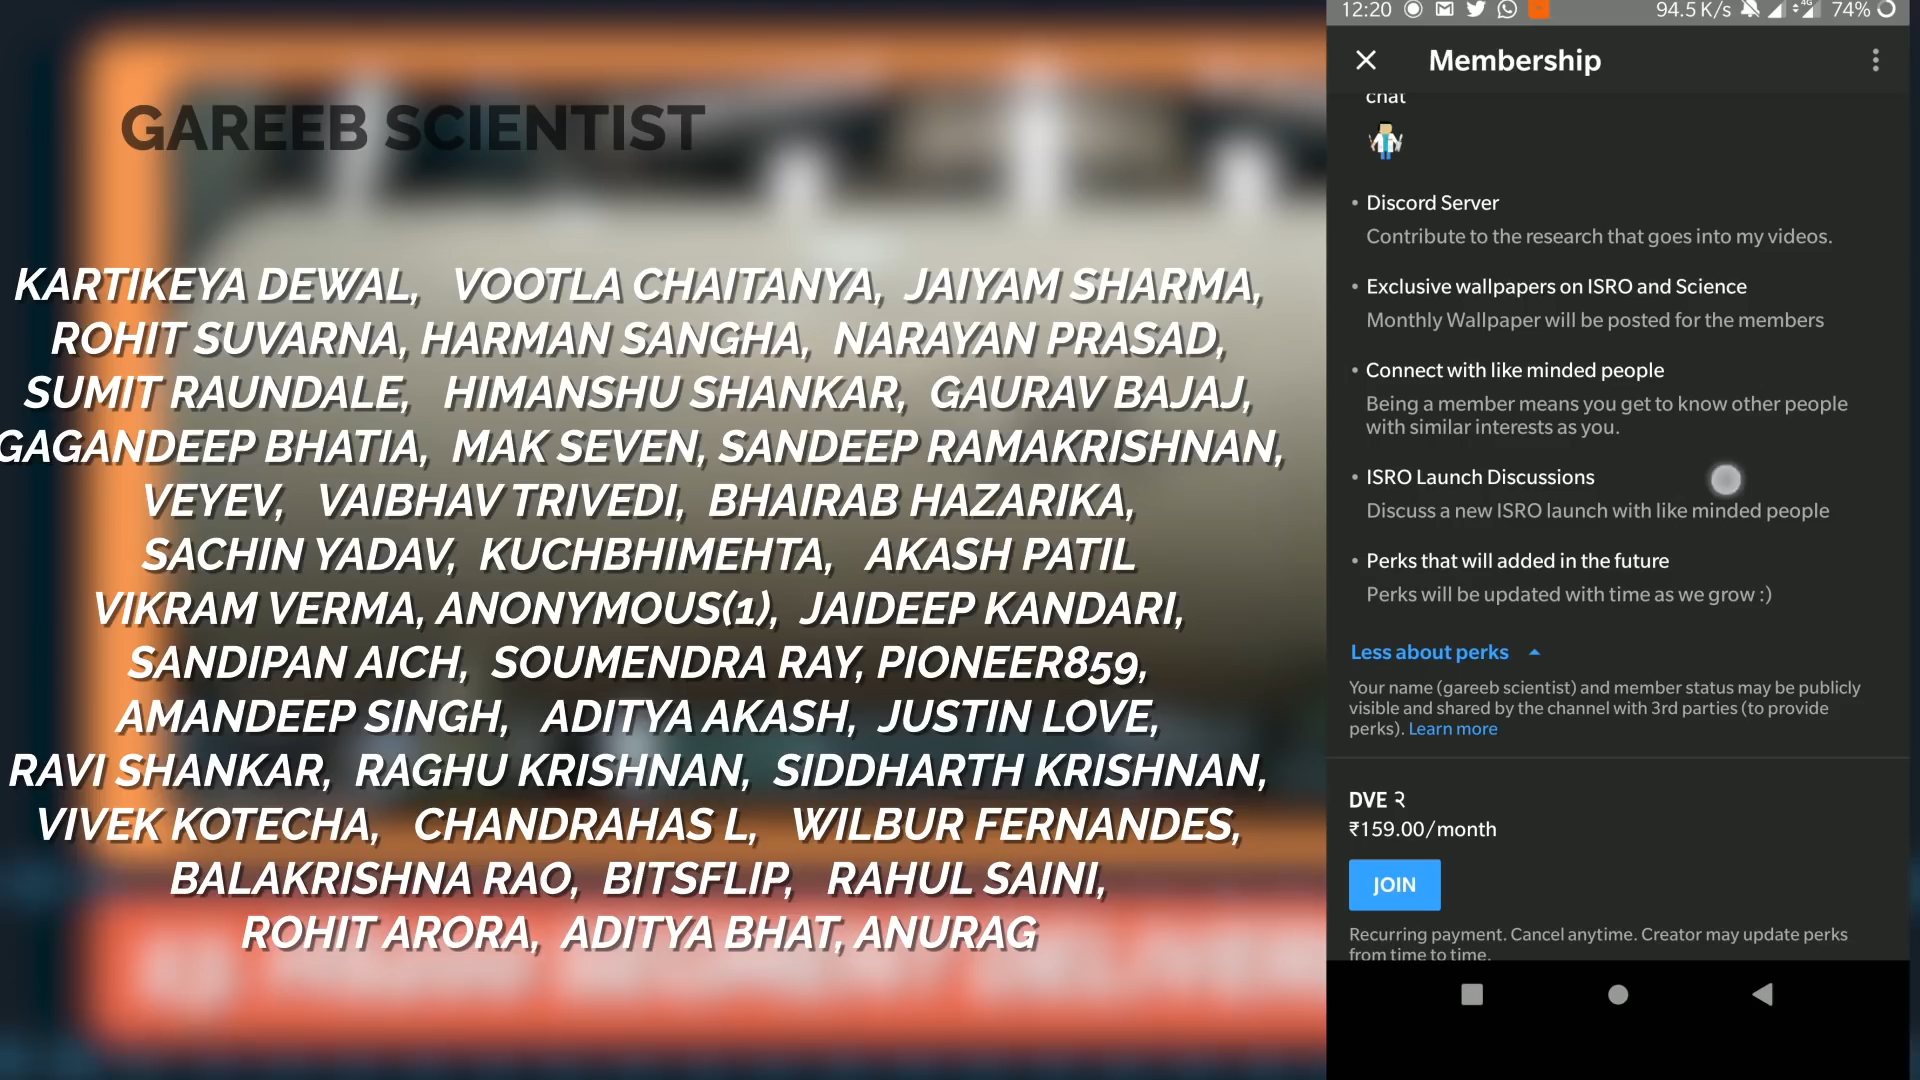 GAREEB SCIENTIST
KARTIKEYA DEWAL, VOOTLA CHAITANYA, JAIYAM SHARMA,
ROHIT SUVARNA, HARMAN SANGHA, NARAYAN PRASAD,
SUMIT RAUNDALE, HIMANSHU SHANKAR, GAURAV BAJAJ,
GAGANDEEP BHATIA, MAK SEVEN, SANDEEP RAMAKRISHNAN,
VEYEV, VAIBHAV TRIVEDI, BHAIRAB HAZARIKA,
SACHIN YADAV, KUCHBHIMEHTA, AKASH PATIL
VIKRAM VERMA, ANONYMOUS(1), JAIDEEP KANDARI,
SANDIPAN AICH, SOUMENDRA RAY, PIONEER859,
AMANDEEP SINGH, ADITYA AKASH, JUSTIN LOVE,
RAVI SHANKAR, RAGHU KRISHNAN, SIDDHARTH KRISHNAN,
VIVEK KOTECHA, CHANDRAHAS L, WILBUR FERNANDES,
BALAKRISHNA RAO, BITSFLIP, RAHUL SAINI,
ROHIT ARORA, ADITYA BHAT, ANURAG
12:20 94.5 K/s 4G 74%
Membership
chat
• Discord Server
Contribute to the research that goes into my videos.
• Exclusive wallpapers on ISRO and Science
Monthly Wallpaper will be posted for the members
• Connect with like minded people
Being a member means you get to know other people
with similar interests as you.
• ISRO Launch Discussions
Discuss a new ISRO launch with like minded people
• Perks that will added in the future
Perks will be updated with time as we grow :)
Less about perks
Your name (gareeb scientist) and member status may be publicly
visible and shared by the channel with 3rd parties (to provide
perks). Learn more
DVE २
₹159.00/month
JOIN
Recurring payment. Cancel anytime. Creator may update perks
from time to time.